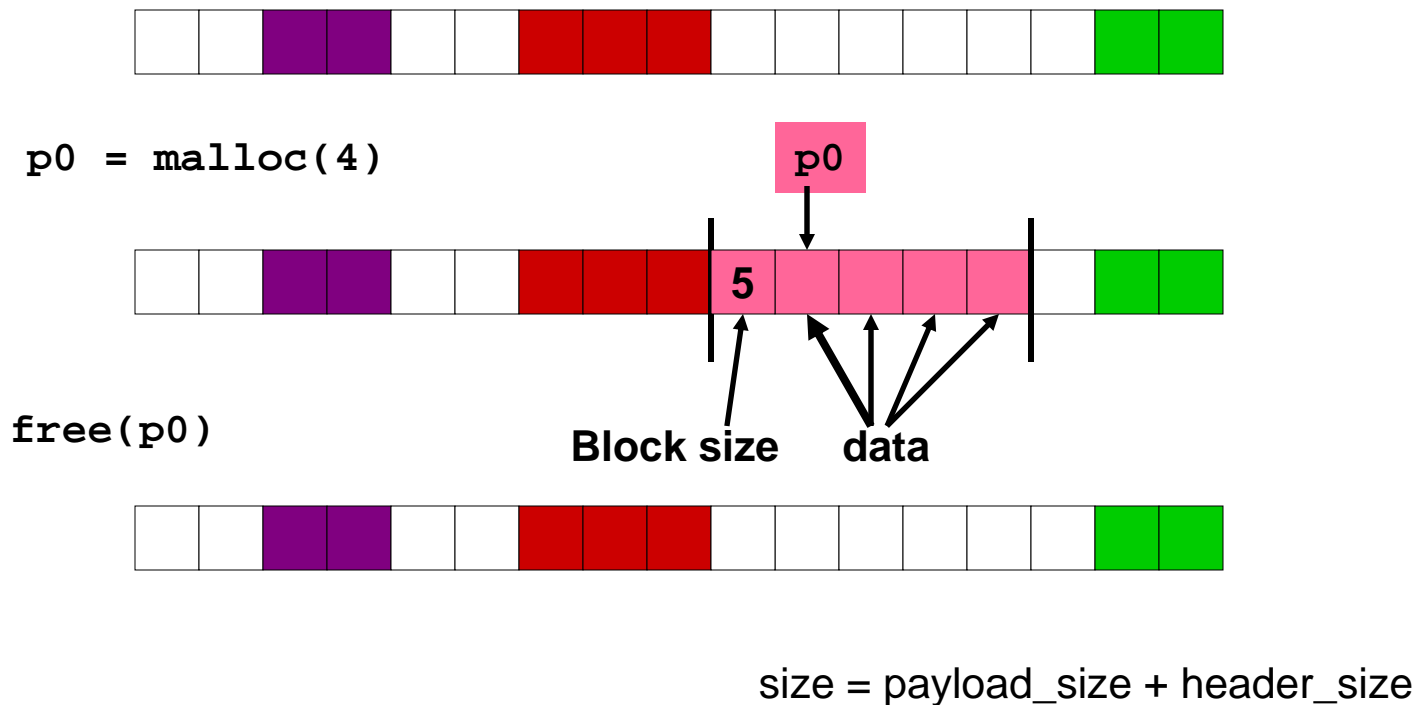 p0 = malloc(4)
p0
5
free(p0)
Block size
data
size = payload_size + header_size